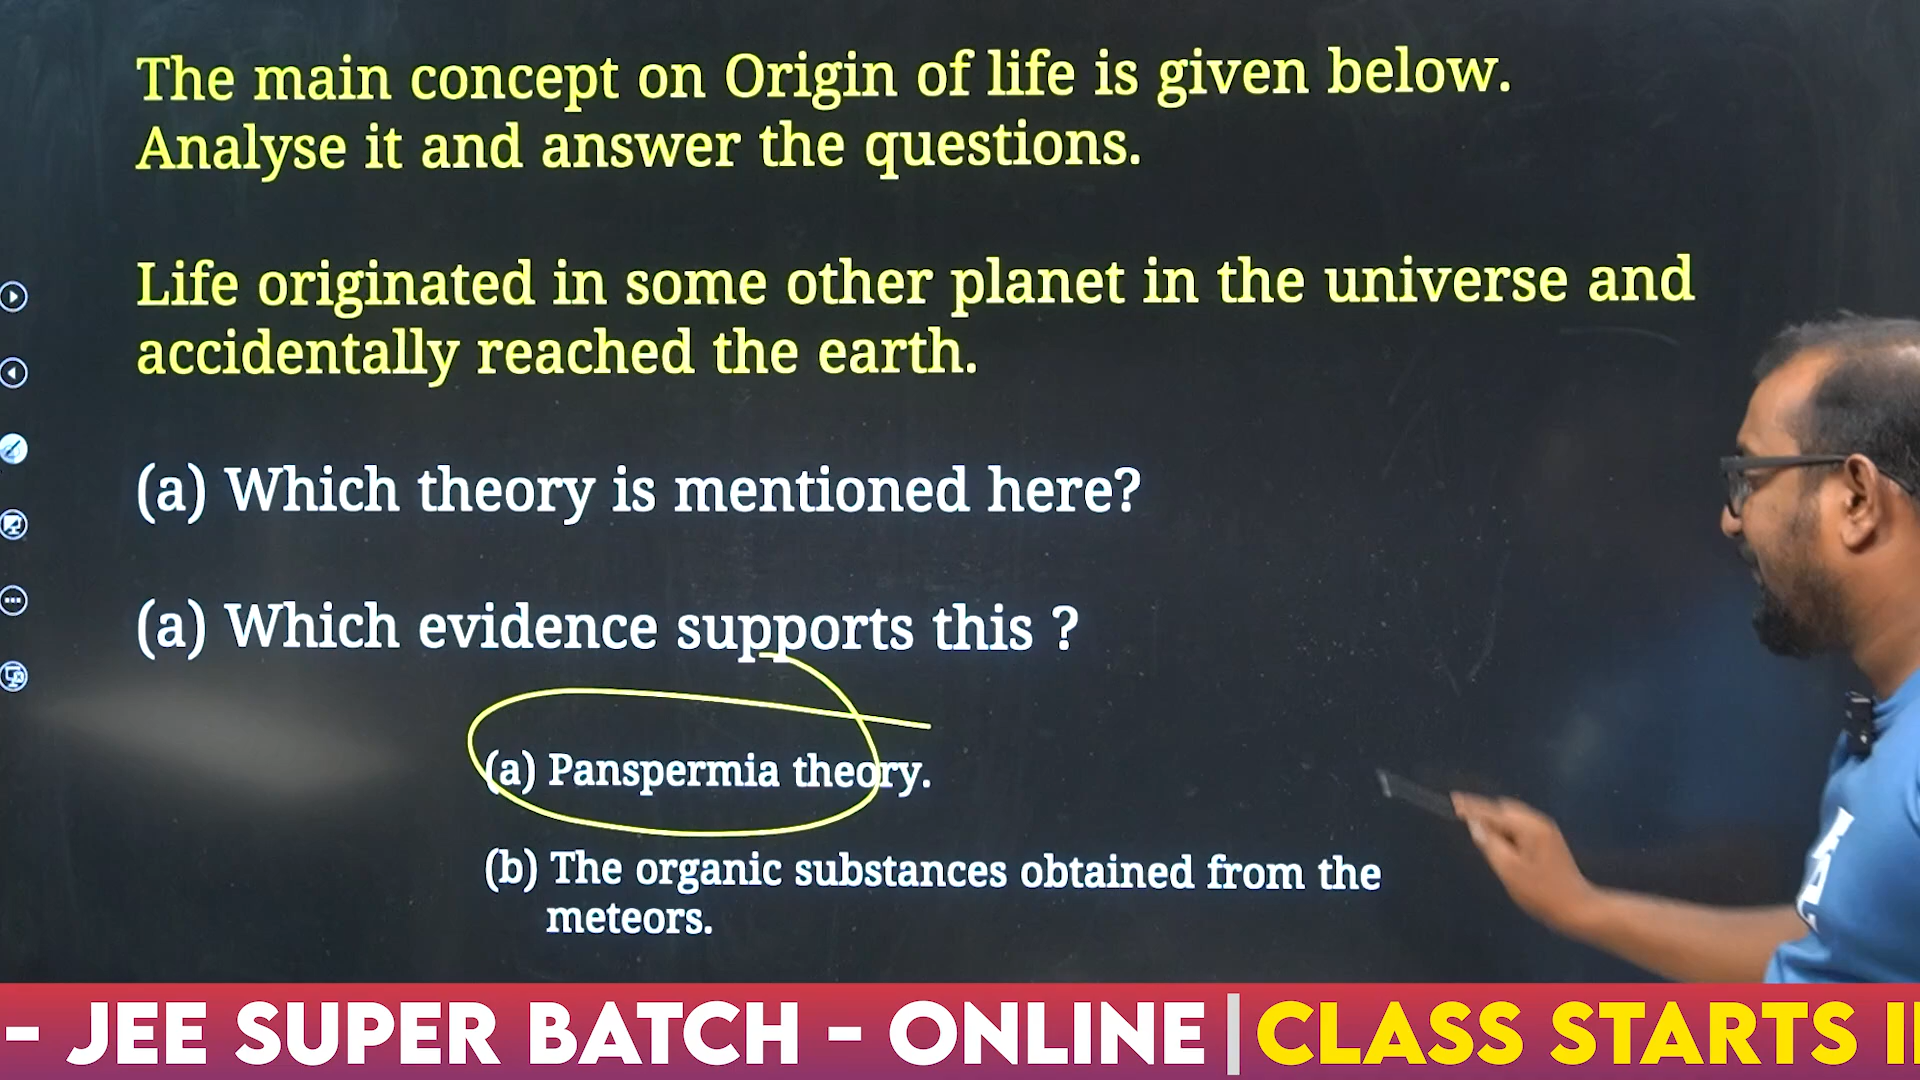 The main concept on Origin of life is given below.
Analyse it and answer the questions.
Life originated in some other planet in the universe and
accidentally reached the earth.
(a) Which theory is mentioned here?
(a) Which evidence supports this ?
(a) Panspermia theory.
(b) The organic substances obtained from the
meteors.
- JEE SUPER BATCH - ONLINE | CLASS STARTS